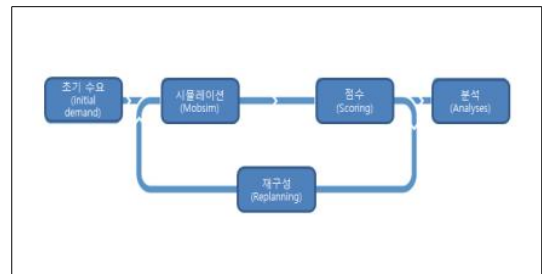 초기 수요
(Initial
demand)
시뮬레이션
(Mobsim)
점수
(Scoring)
분석
(Analyses)
재구성
(Replanning)